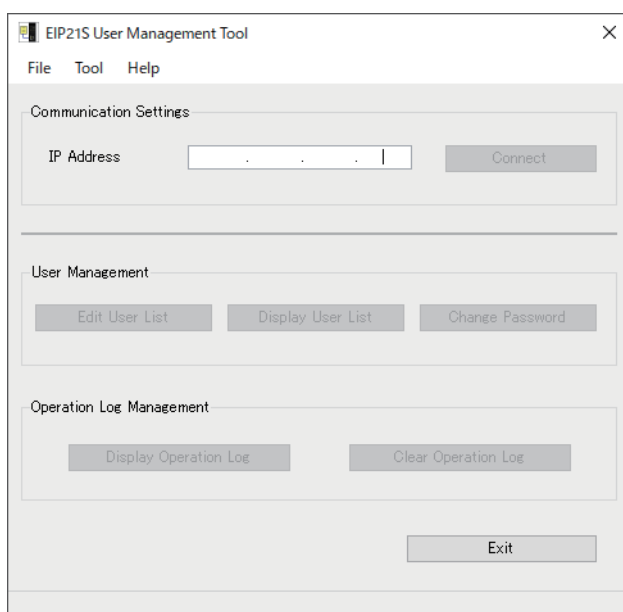 EIP21S User Management Tool
File Tool Help
Communication Settings
IP Address . . . Connect
User Management
Edit User List Display User List Change Password
Operation Log Management
Display Operation Log Clear Operation Log
Exit